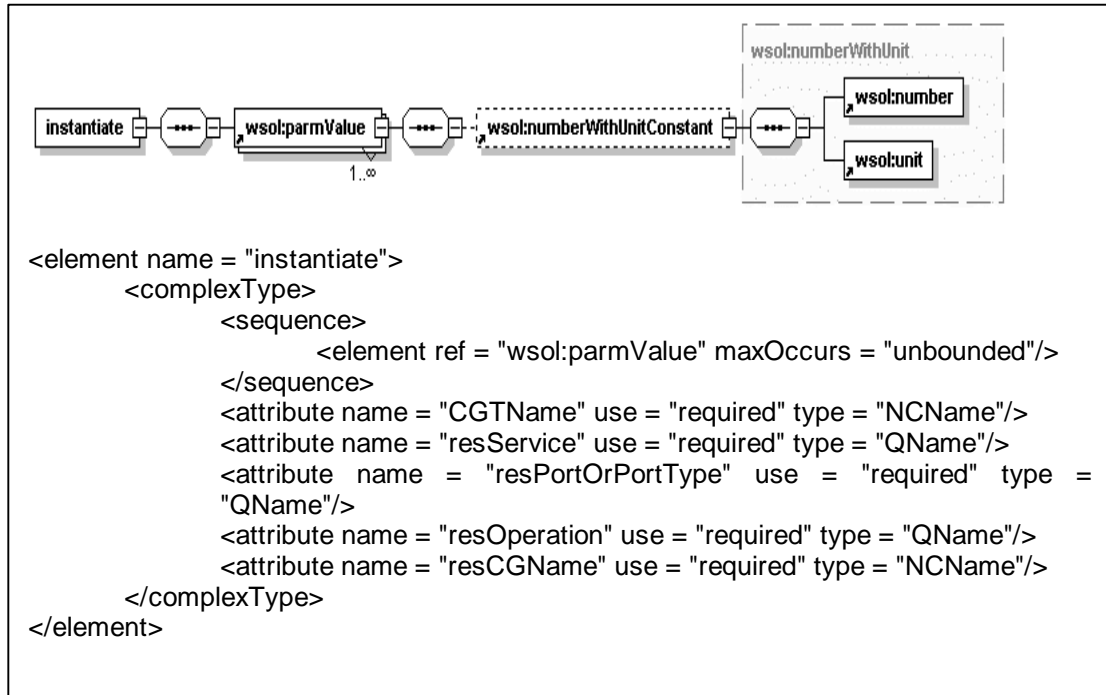 wsol:numberWithUnit
wsol:number
instantiate
wsol:parmValue
wsol:numberWithUnitConstant
wsol:unit
1..∞
<element name = "instantiate">
<complexType>
<sequence>
<element ref = "wsol:parmValue" maxOccurs = "unbounded"/>
</sequence>
<attribute name = "CGTName" use = "required" type = "NCName"/>
<attribute name = "resService" use = "required" type = "QName"/>
<attribute name = "resPortOrPortType" use = "required" type =
"QName"/>
<attribute name = "resOperation" use = "required" type = "QName"/>
<attribute name = "resCGName" use = "required" type = "NCName"/>
</complexType>
</element>